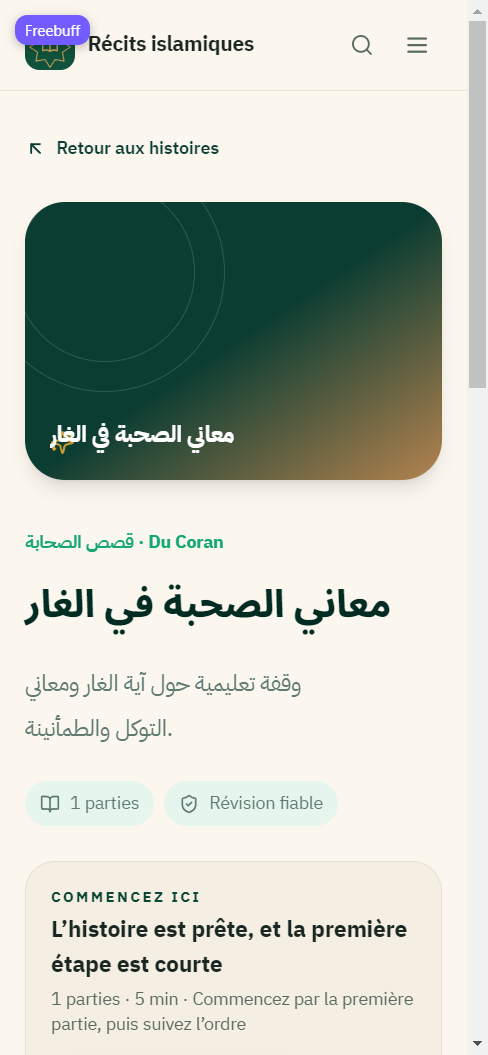 Freebuff
Récits islamiques
Retour aux histoires
معاني الصحبة في الغار
قصص الصحابة · Du Coran
معاني الصحبة في الغار
وقفة تعليمية حول آية الغار ومعاني
التوكل والطمأنينة.
1 parties
Révision fiable
COMMENCEZ ICI
L’histoire est prête, et la première
étape est courte
1 parties · 5 min · Commencez par la première
partie, puis suivez l’ordre